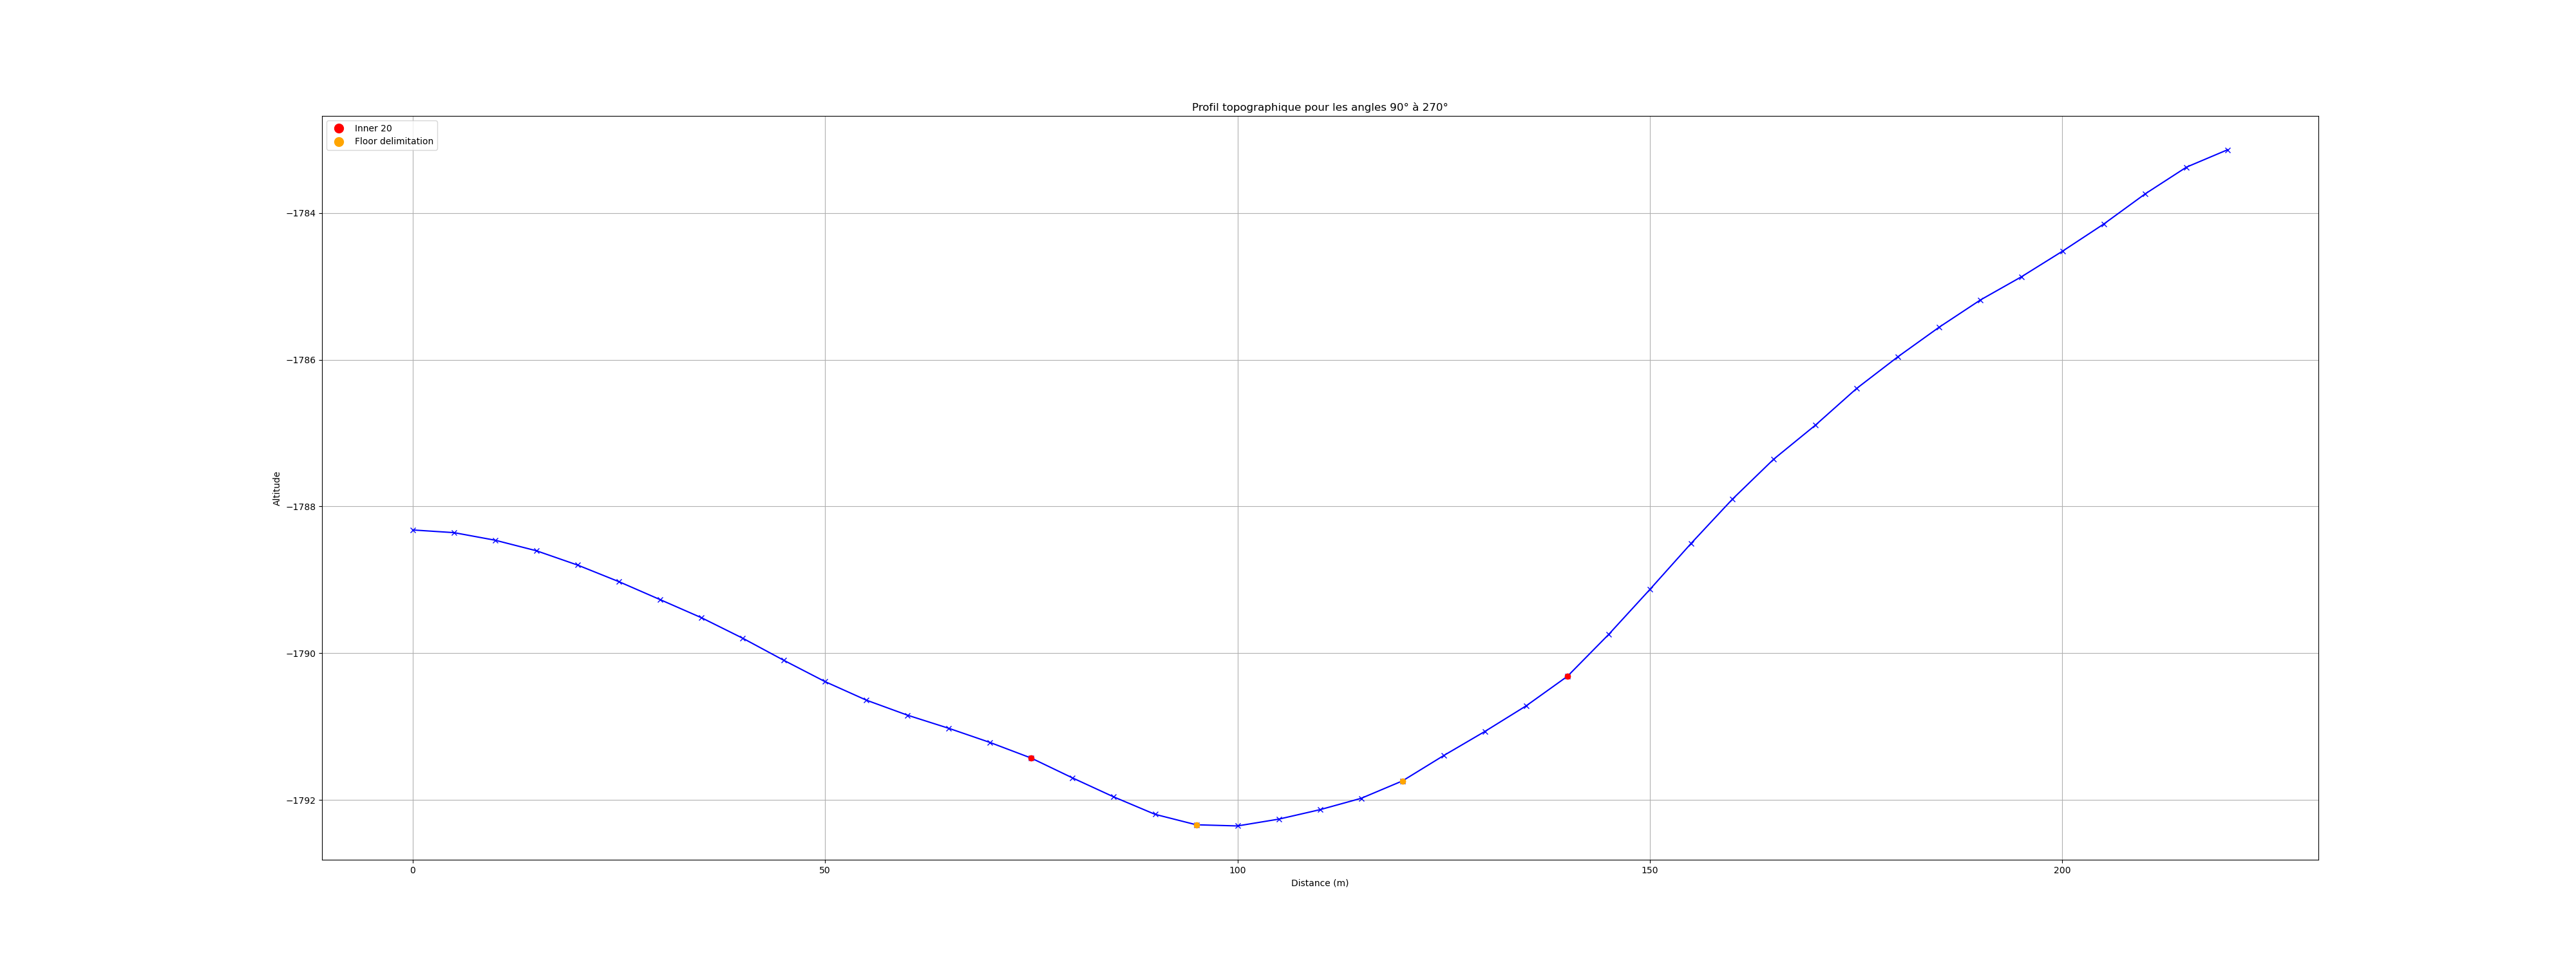 Profil topographique pour les angles 90° à 270°
Inner 20
Floor delimitation
−1784
−1786
−1788
−1790
−1792
Altitude
0
50
100
150
200
Distance (m)